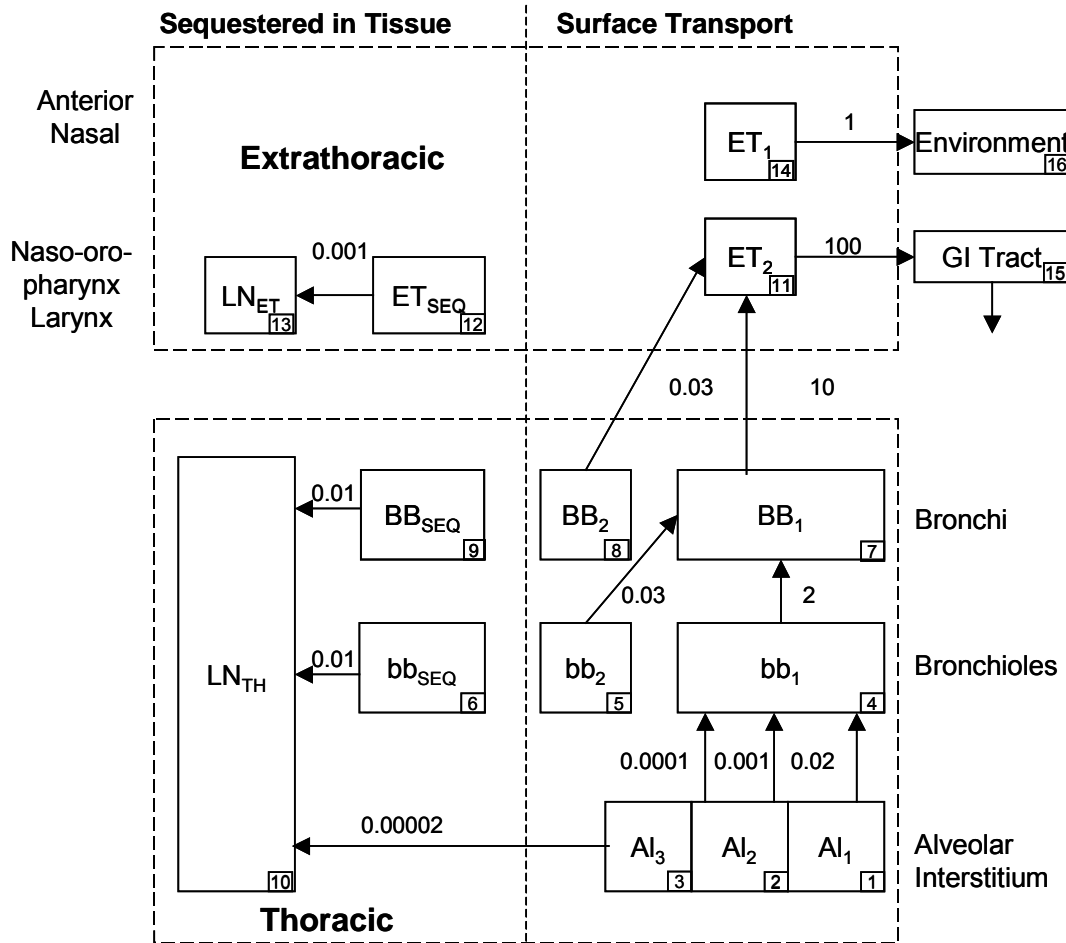 Sequestered in Tissue
Surface Transport
Anterior
Nasal
Extrathoracic
ET1
14
1
Environment
16
Naso-oro-
pharynx
Larynx
LNET
13
0.001
ETSEQ
12
ET2
11
100
GI Tract
15
0.03
10
LNTH
10
0.01
BBSEQ
9
BB2
8
BB1
7
Bronchi
0.03
2
0.01
bbSEQ
6
bb2
5
bb1
4
Bronchioles
0.0001
0.001
0.02
0.00002
AI3
3
AI2
2
AI1
1
Alveolar
Interstitium
Thoracic